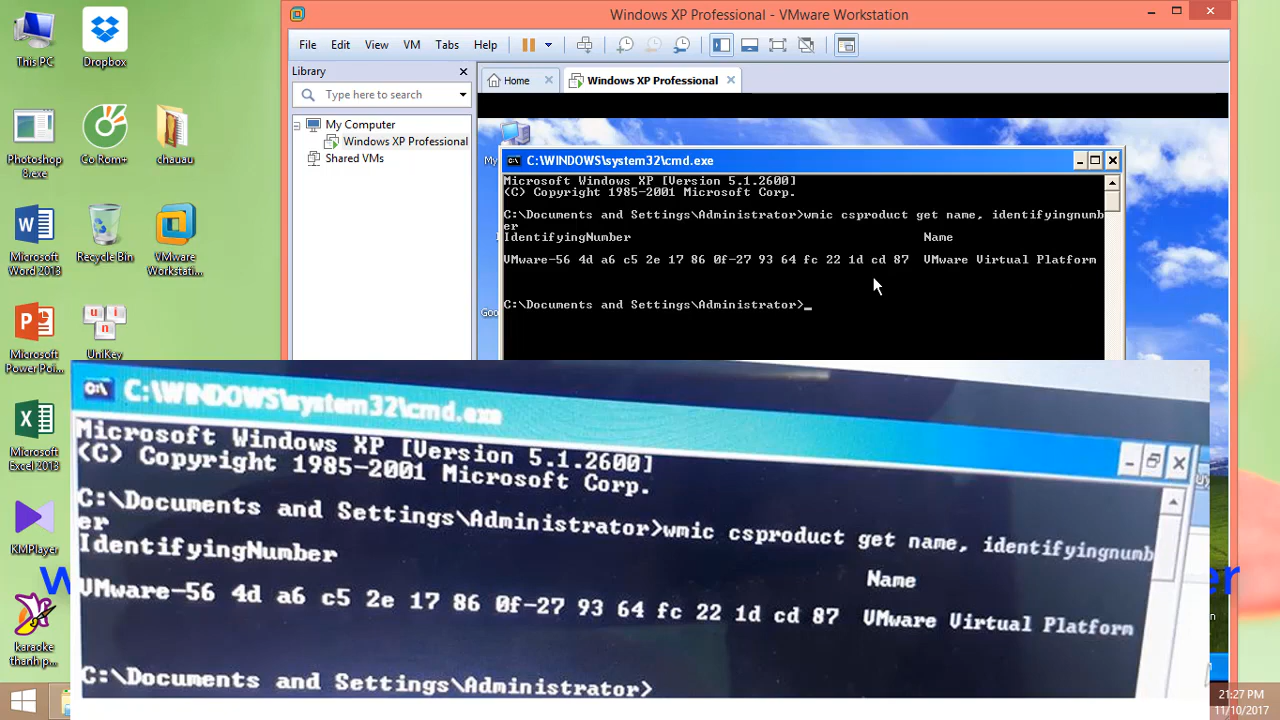 Windows XP Professional - VMware Workstation
File Edit View VM Tabs Help
Library
Type here to search
My Computer
Windows XP Professional
Shared VMs
Home
Windows XP Professional
This PC
Dropbox
Photoshop 8.exe
Co Rom+
chauau
Microsoft Word 2013
Recycle Bin
VMware Workstati...
Microsoft Power Poi...
UniKey
Microsoft Excel 2013
KMPlayer
karaoke thanh p...
My
Goo
C:\WINDOWS\system32\cmd.exe
Microsoft Windows XP [Version 5.1.2600]
(C) Copyright 1985-2001 Microsoft Corp.
C:\Documents and Settings\Administrator>wmic csproduct get name, identifyingnumb
er
IdentifyingNumber Name
VMware-56 4d a6 c5 2e 17 86 0f-27 93 64 fc 22 1d cd 87 VMware Virtual Platform
C:\Documents and Settings\Administrator>_
C:\WINDOWS\system32\cmd.exe
Microsoft Windows XP [Version 5.1.2600]
(C) Copyright 1985-2001 Microsoft Corp.
C:\Documents and Settings\Administrator>wmic csproduct get name, identifyingnumb
er
IdentifyingNumber Name
VMware-56 4d a6 c5 2e 17 86 0f-27 93 64 fc 22 1d cd 87 VMware Virtual Platform
C:\Documents and Settings\Administrator>
21:27 PM
11/10/2017